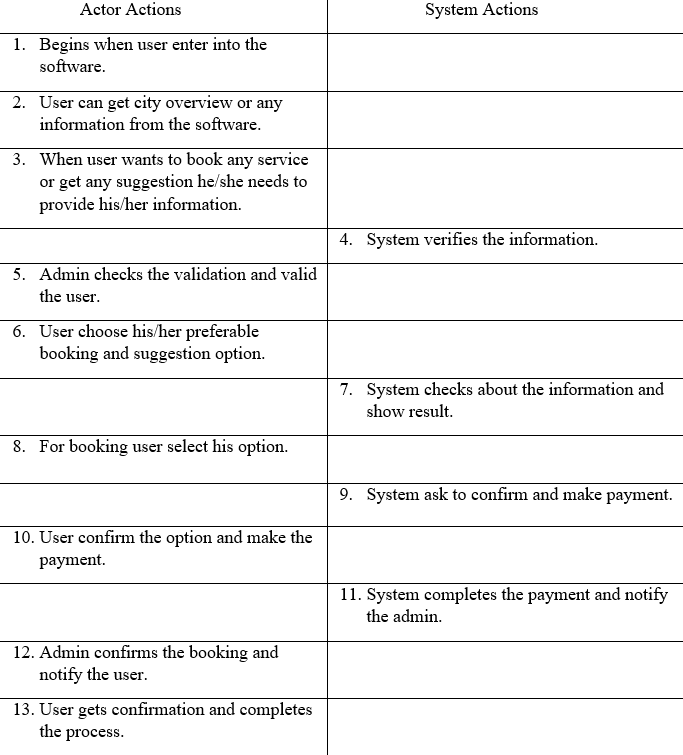 Actor Actions
System Actions
1. Begins when user enter into the
software.
2. User can get city overview or any
information from the software.
3. When user wants to book any service
or get any suggestion he/she needs to
provide his/her information.
4. System verifies the information.
5. Admin checks the validation and valid
the user.
6. User choose his/her preferable
booking and suggestion option.
7. System checks about the information and
show result.
8. For booking user select his option.
9. System ask to confirm and make payment.
10. User confirm the option and make the
payment.
11. System completes the payment and notify
the admin.
12. Admin confirms the booking and
notify the user.
13. User gets confirmation and completes
the process.